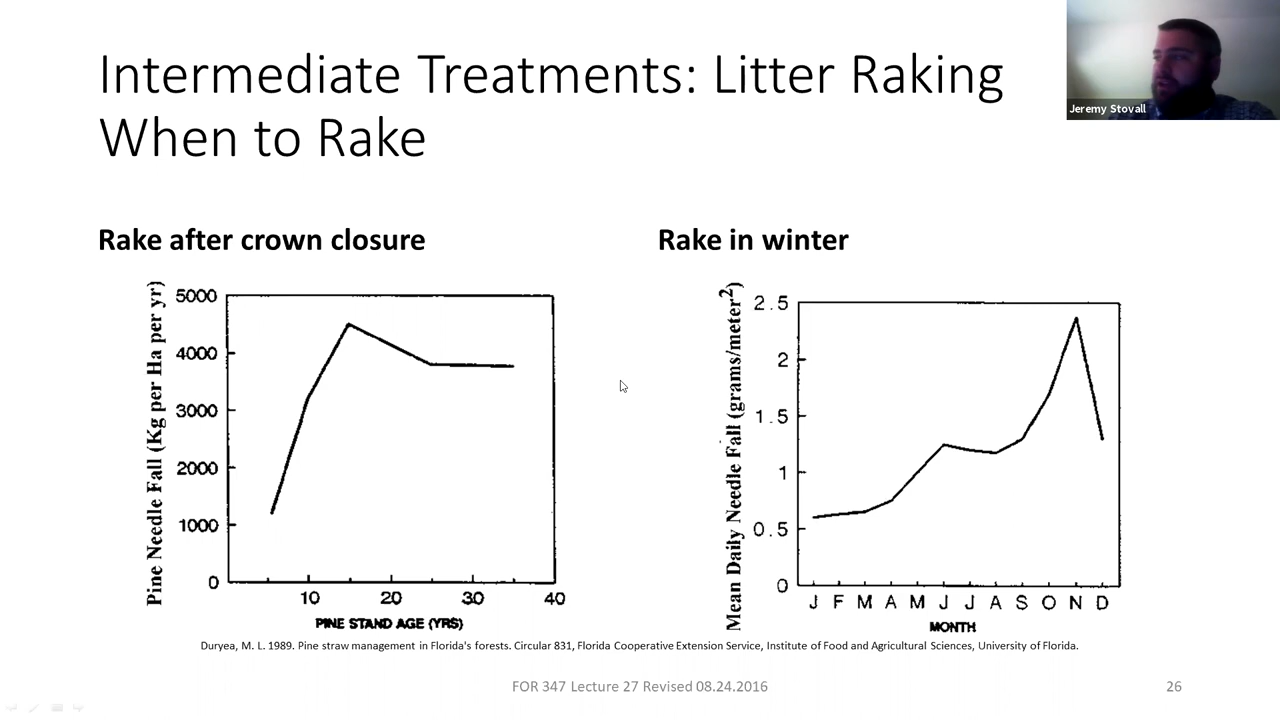 Intermediate Treatments: Litter Raking
When to Rake
Jeremy Stovall
Rake after crown closure
Pine Needle Fall (Kg per Ha per yr)
5000
4000
3000
2000
1000
0
10 20 30 40
PINE STAND AGE (YRS)
Rake in winter
Mean Daily Needle Fall (grams/meter²)
2.5
2
1.5
1
0.5
0
J F M A M J J A S O N D
MONTH
Duryea, M. L. 1989. Pine straw management in Florida's forests. Circular 831, Florida Cooperative Extension Service, Institute of Food and Agricultural Sciences, University of Florida.
FOR 347 Lecture 27 Revised 08.24.2016
26